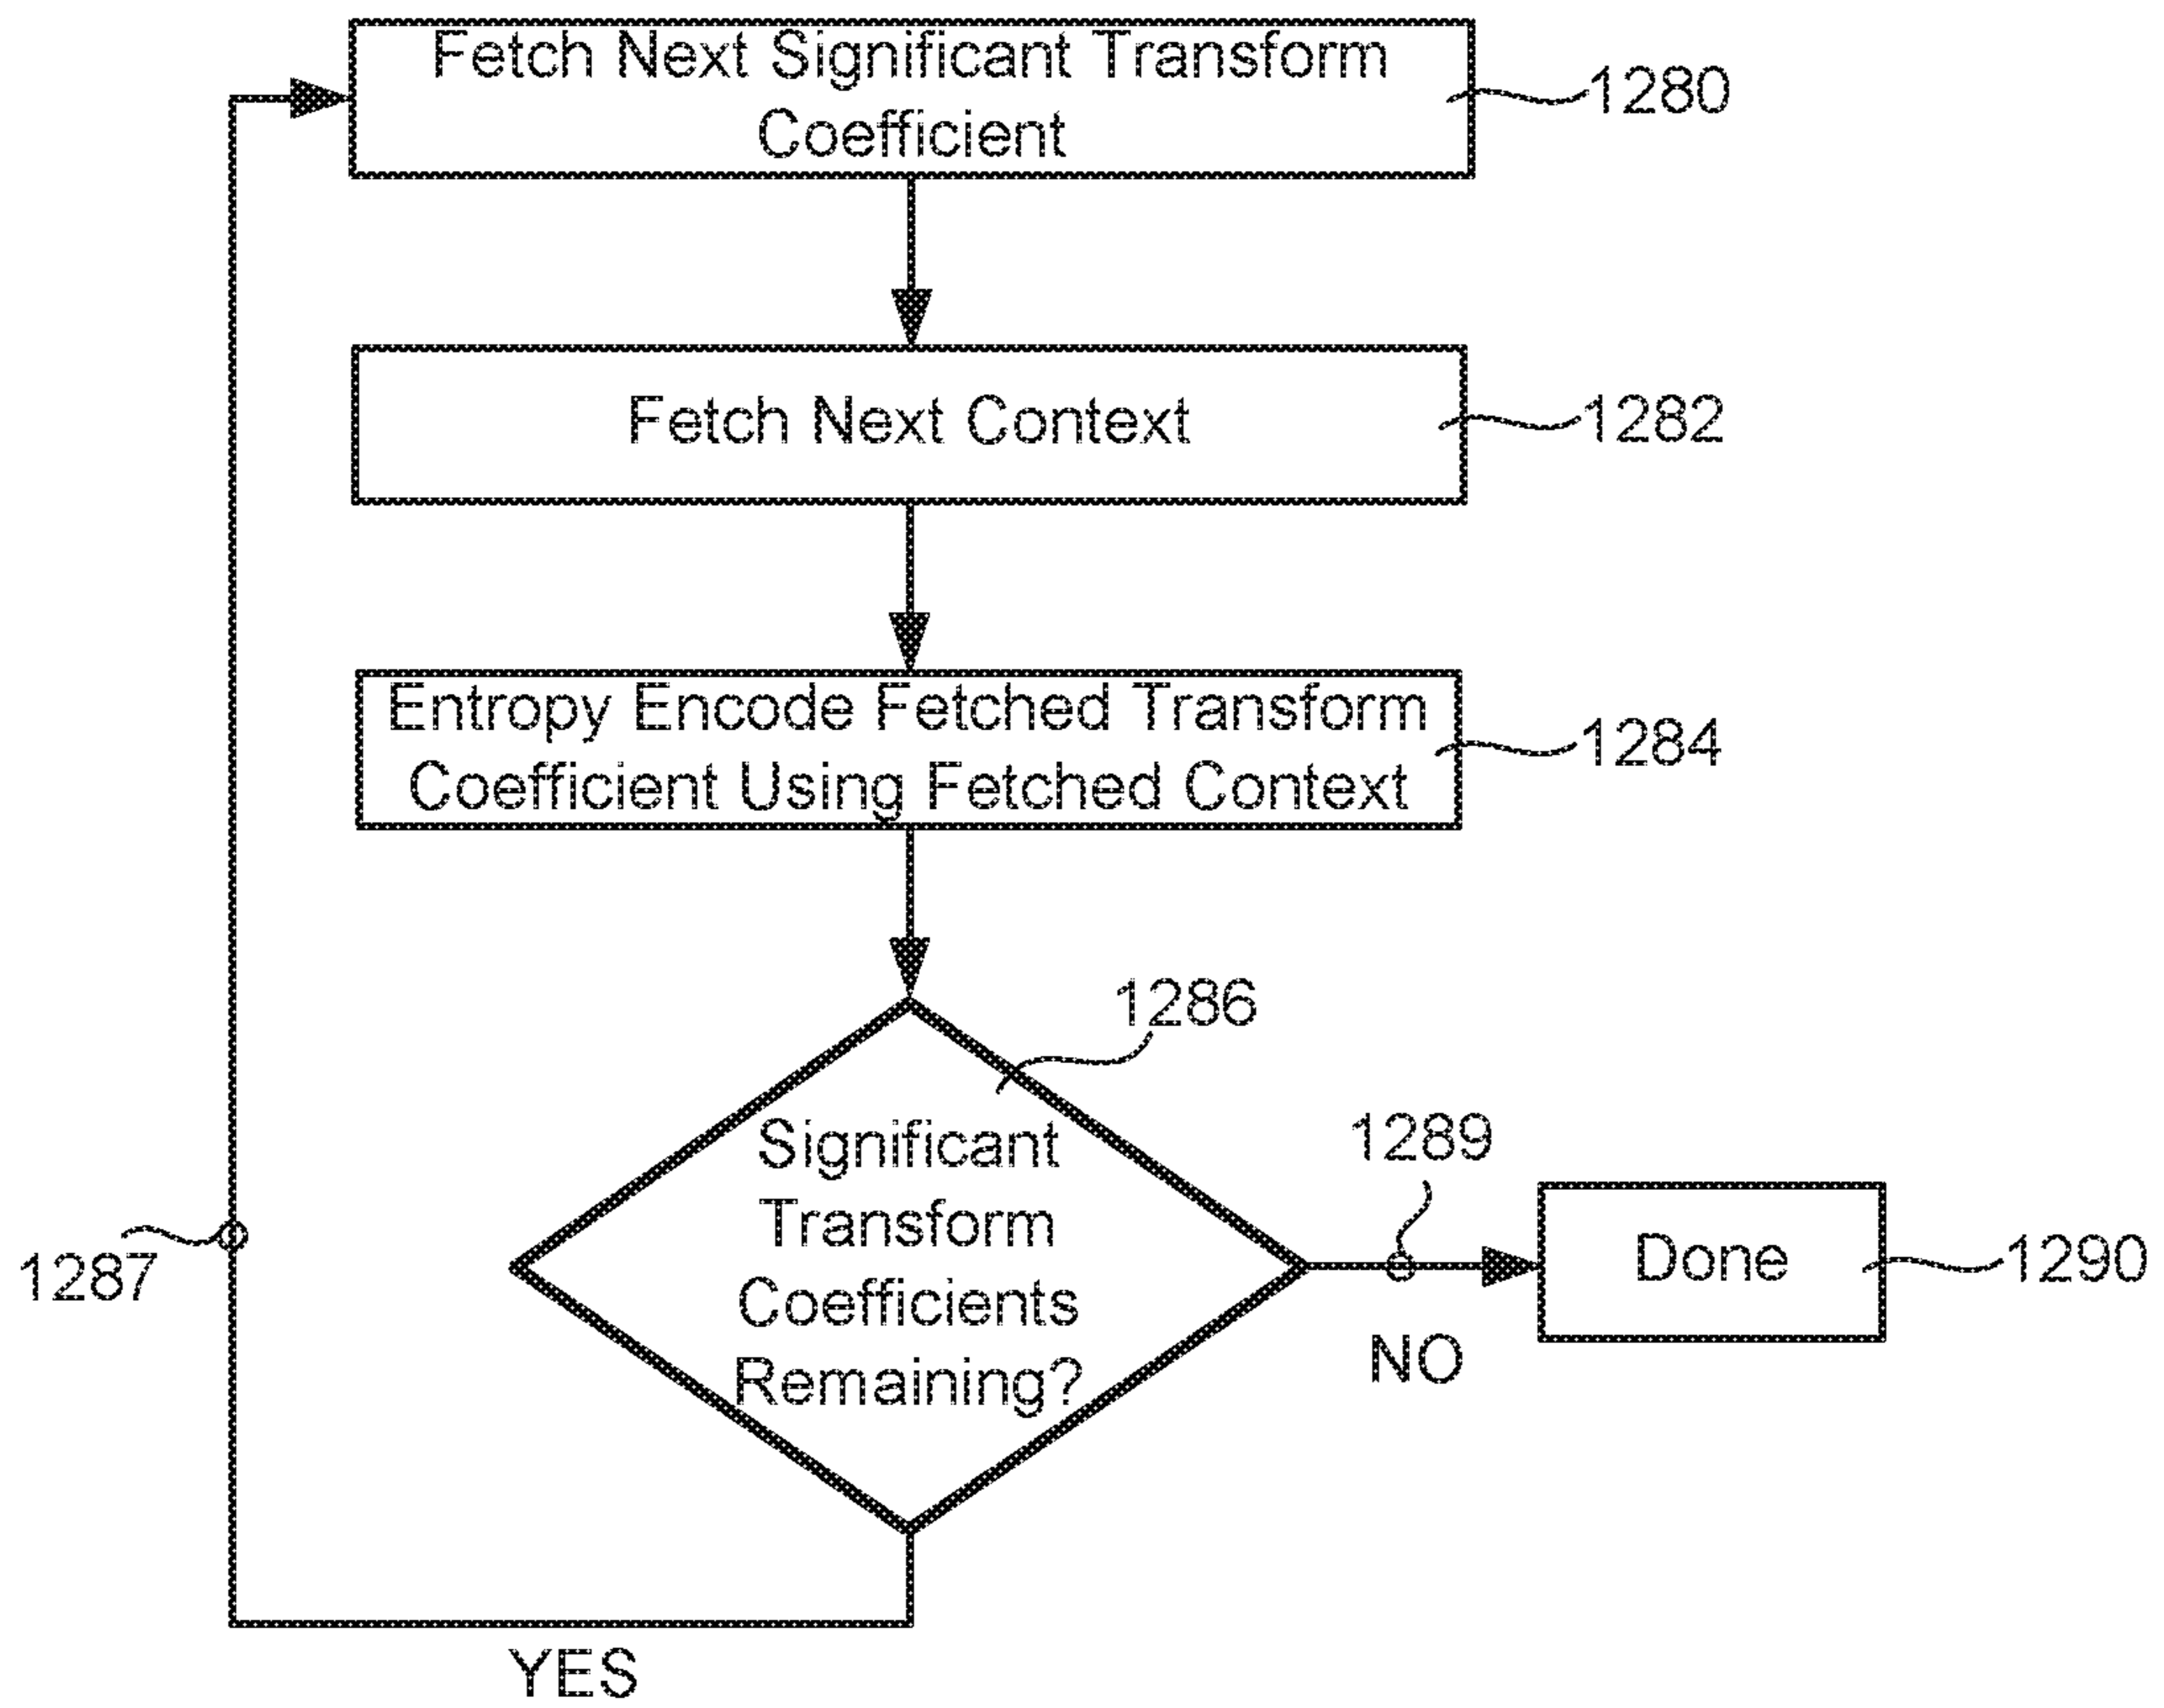 Fetch Next Significant Transform
Coefficient
1280
Fetch Next Context
1282
Entropy Encode Fetched Transform
Coefficient Using Fetched Context
1284
1286
Significant
Transform
Coefficients
Remaining?
1289
NO
Done
1290
1287
YES